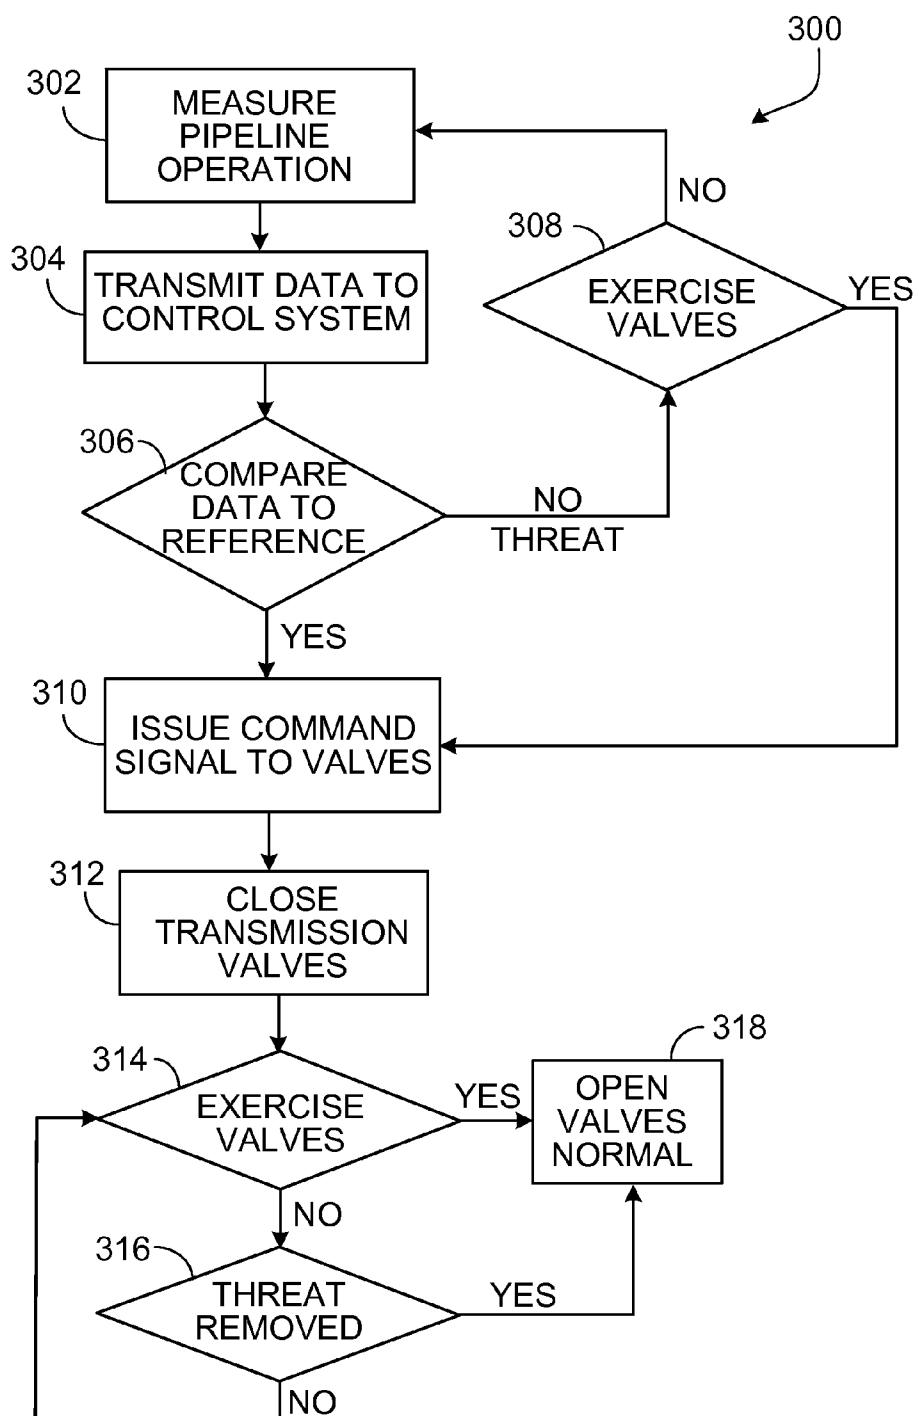 300
302
MEASURE
PIPELINE
OPERATION
NO
308
304
TRANSMIT DATA TO
CONTROL SYSTEM
EXERCISE
VALVES
YES
306
COMPARE
DATA TO
REFERENCE
NO
THREAT
YES
310
ISSUE COMMAND
SIGNAL TO VALVES
312
CLOSE
TRANSMISSION
VALVES
314
EXERCISE
VALVES
YES
318
OPEN
VALVES
NORMAL
NO
316
THREAT
REMOVED
YES
NO